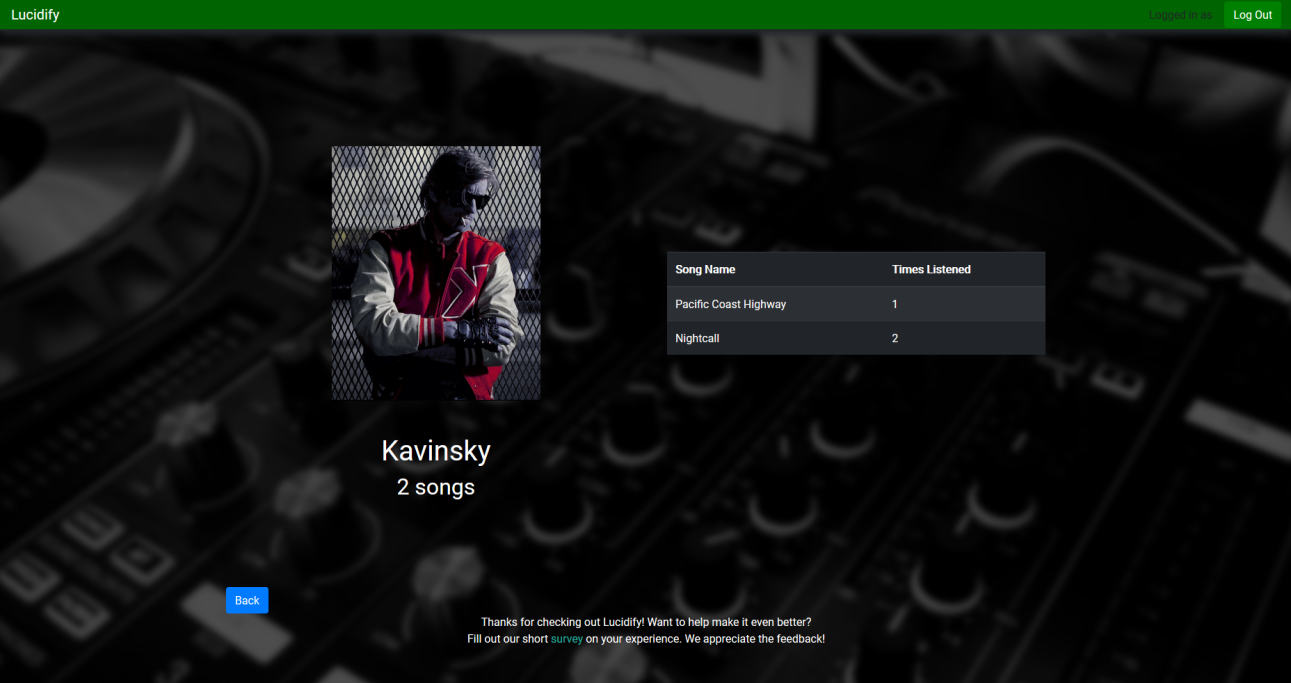 Lucidify
Logged in as
Log Out
Kavinsky
2 songs
Song Name Times Listened
Pacific Coast Highway 1
Nightcall 2
Back
Thanks for checking out Lucidify! Want to help make it even better?
Fill out our short survey on your experience. We appreciate the feedback!